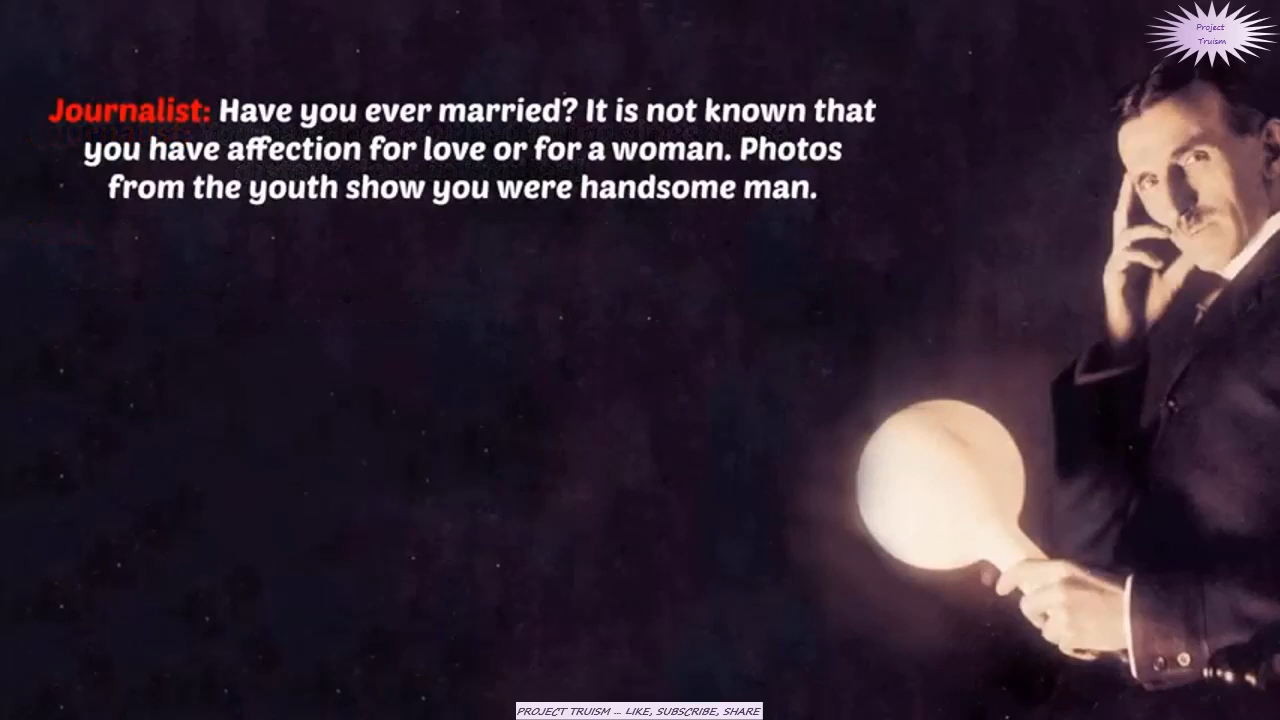 Project
Truism
Journalist: Have you ever married? It is not known that
you have affection for love or for a woman. Photos
from the youth show you were handsome man.
PROJECT TRUISM ... LIKE, SUBSCRIBE, SHARE